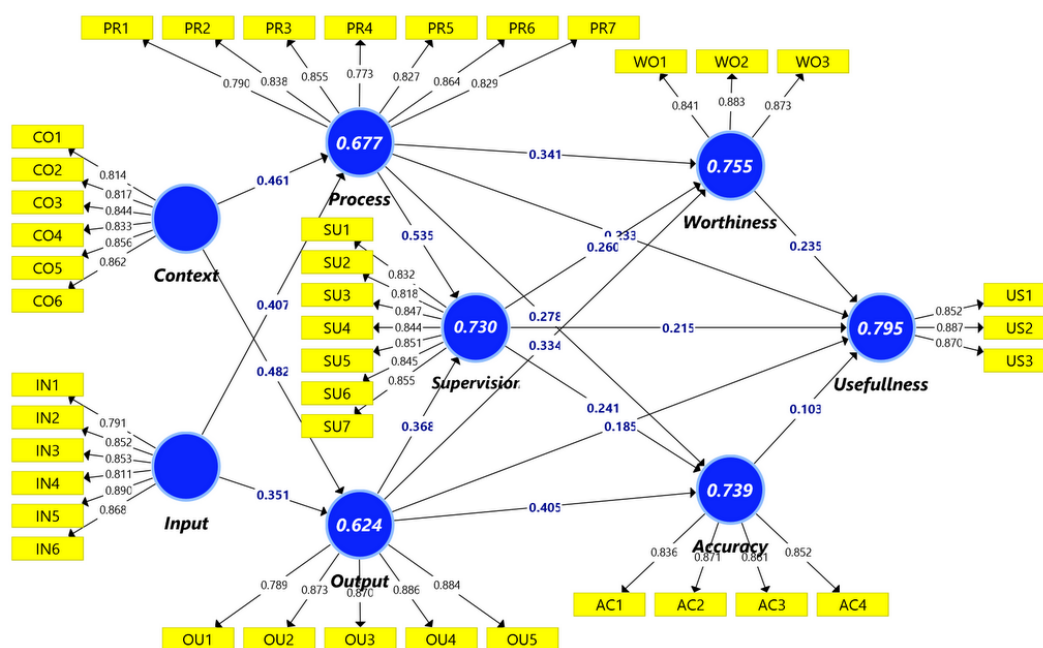 PR1 PR2 PR3 PR4 PR5 PR6 PR7
0.790 0.838 0.855 0.773 0.827 0.864 0.829
WO1 WO2 WO3
0.841 0.883 0.873
CO1
CO2
CO3
CO4
CO5
CO6
0.814
0.817
0.844
0.833
0.856
0.862
Context
0.677
Process
0.461
0.407
0.482
0.351
0.341
0.755
Worthiness
0.233
0.260
0.235
0.535
0.278
0.334
SU1
SU2
SU3
SU4
SU5
SU6
SU7
0.832
0.818
0.847
0.844
0.851
0.845
0.855
0.730
Supervision
0.215
0.241
0.185
0.368
0.795
Usefullness
0.852
0.887
0.870
US1
US2
US3
0.103
IN1
IN2
IN3
IN4
IN5
IN6
0.791
0.852
0.853
0.811
0.890
0.868
Input
0.624
Output
0.405
0.739
Accuracy
0.789 0.873 0.870 0.886 0.884
OU1 OU2 OU3 OU4 OU5
0.836 0.871 0.861 0.852
AC1 AC2 AC3 AC4